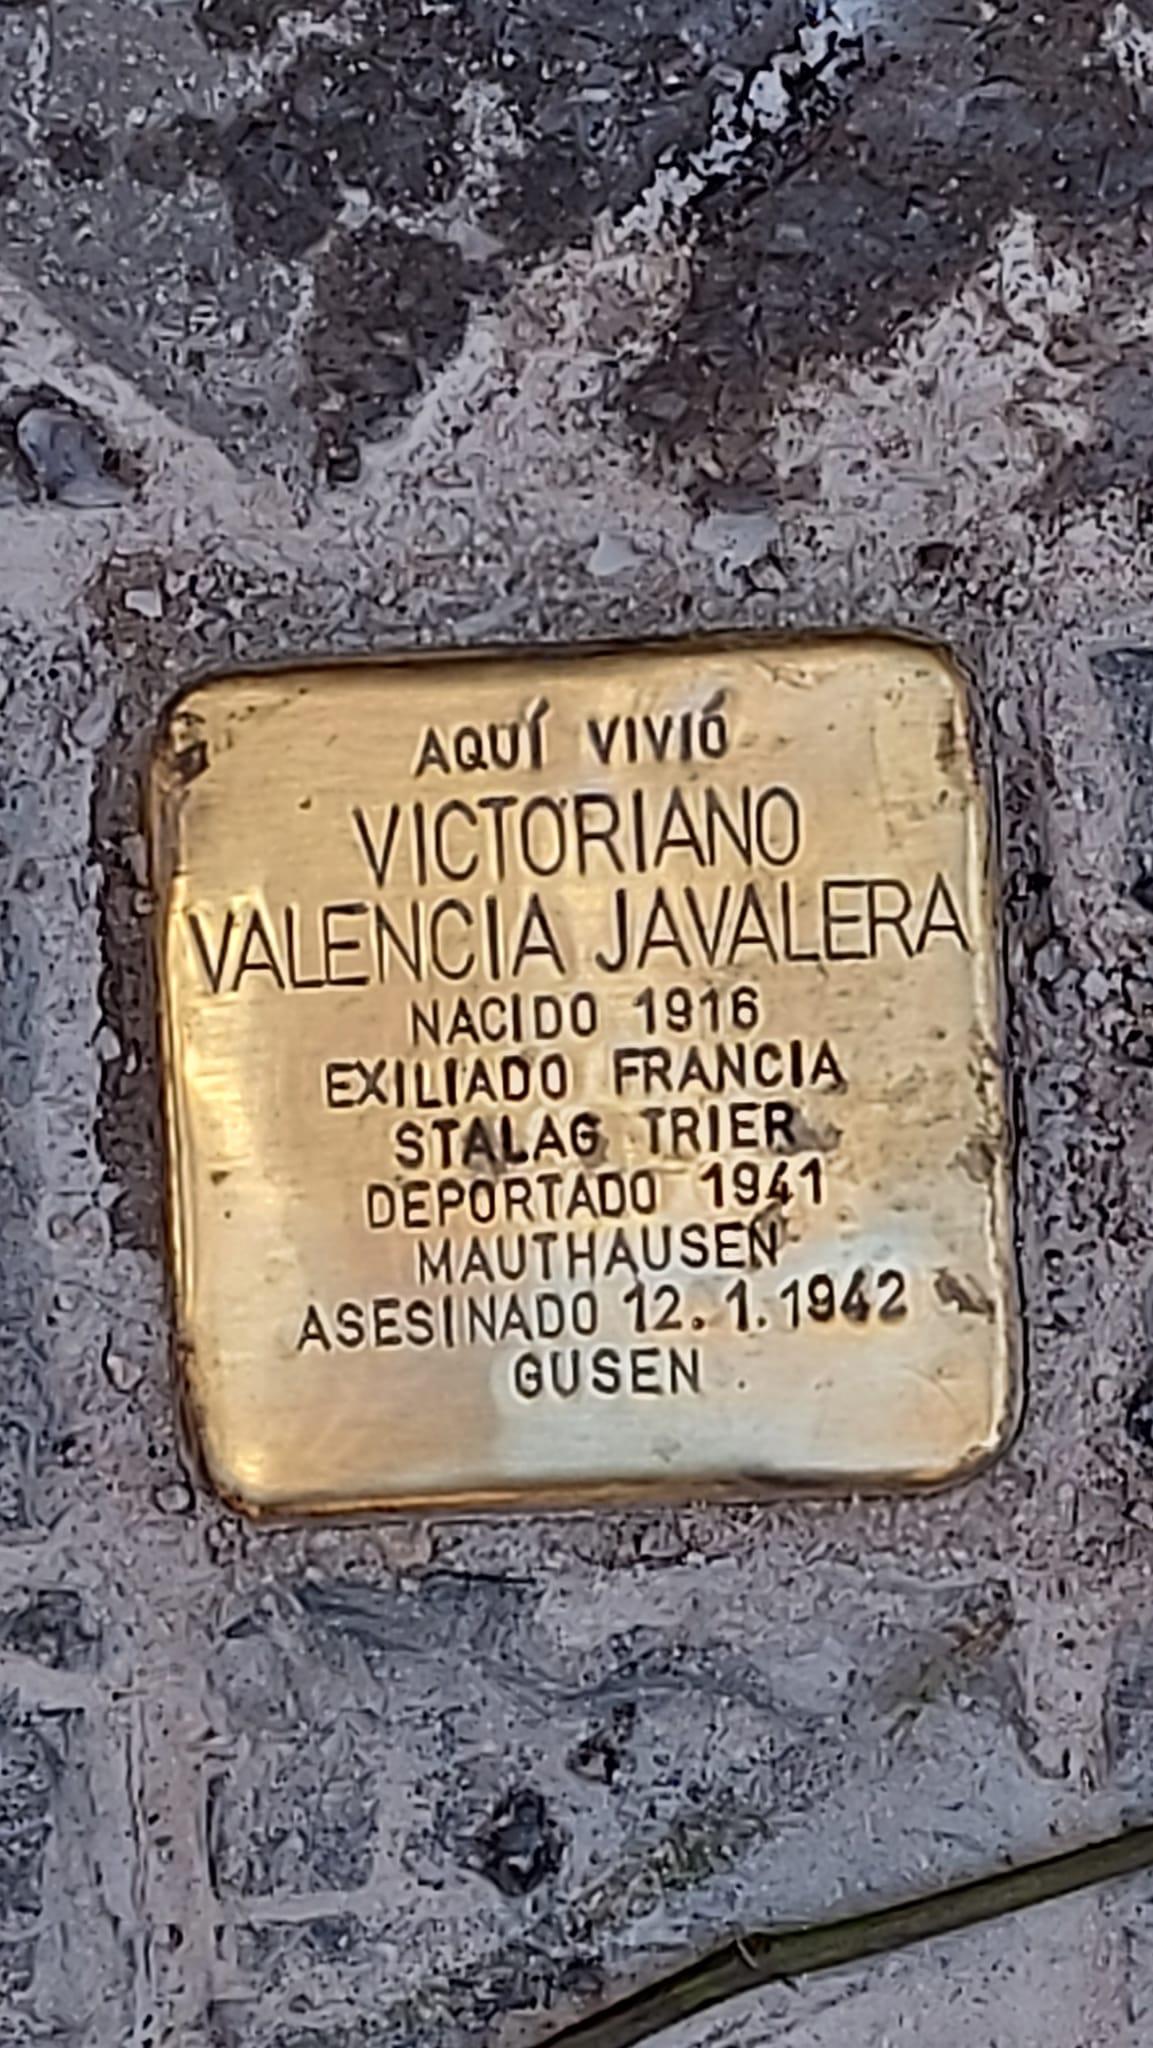 AQUÍ VIVIÓ
VICTORIANO
VALENCIA JAVALERA
NACIDO 1916
EXILIADO FRANCIA
STALAG TRIER
DEPORTADO 1941
MAUTHAUSEN
ASESINADO 12.1.1942
GUSEN